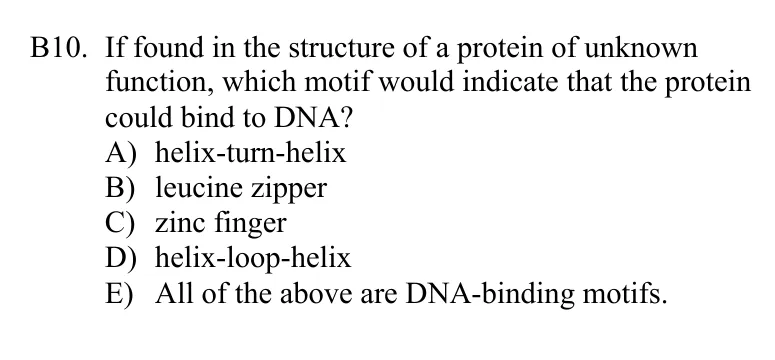 B10. If found in the structure of a protein of unknown
function, which motif would indicate that the protein
could bind to DNA?
A) helix-turn-helix
B) leucine zipper
C) zinc finger
D) helix-loop-helix
E) All of the above are DNA-binding motifs.